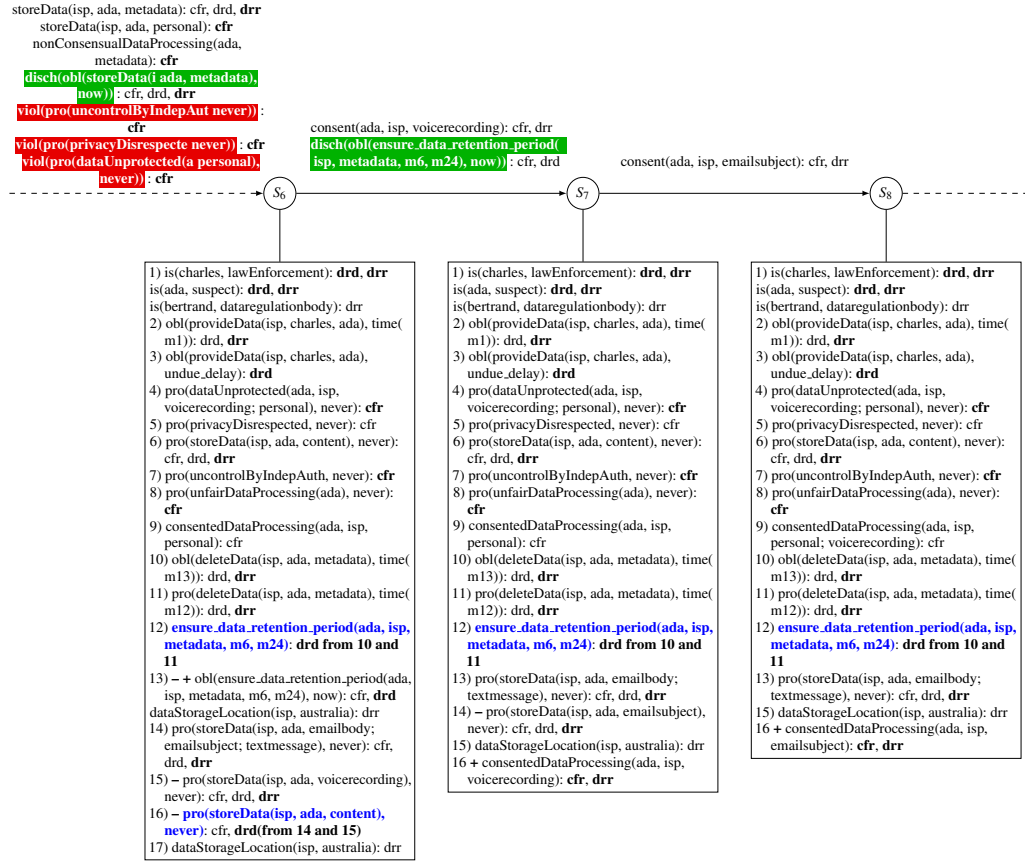 storeData(isp, ada, metadata): cfr, drd, drr
storeData(isp, ada, personal): cfr
nonConsensualDataProcessing(ada,
metadata): cfr
disch(obl(storeData(i ada, metadata),
now)) : cfr, drd, drr
viol(pro(uncontrolByIndepAut never)) :
cfr
viol(pro(privacyDisrespecte never)) : cfr
viol(pro(dataUnprotected(a personal),
never)) : cfr
consent(ada, isp, voicerecording): cfr, drr
disch(obl(ensure_data_retention_period(
isp, metadata, m6, m24), now)) : cfr, drd
consent(ada, isp, emailsubject): cfr, drr
S6
S7
S8
1) is(charles, lawEnforcement): drd, drr
is(ada, suspect): drd, drr
is(bertrand, dataregulationbody): drr
2) obl(provideData(isp, charles, ada), time(
m1)): drd, drr
3) obl(provideData(isp, charles, ada),
undue_delay): drd
4) pro(dataUnprotected(ada, isp,
voicerecording; personal), never): cfr
5) pro(privacyDisrespected, never): cfr
6) pro(storeData(isp, ada, content), never):
cfr, drd, drr
7) pro(uncontrolByIndepAuth, never): cfr
8) pro(unfairDataProcessing(ada), never):
cfr
9) consentedDataProcessing(ada, isp,
personal): cfr
10) obl(deleteData(isp, ada, metadata), time(
m13)): drd, drr
11) pro(deleteData(isp, ada, metadata), time(
m12)): drd, drr
12) ensure_data_retention_period(ada, isp,
metadata, m6, m24): drd from 10 and
11
13) – + obl(ensure_data_retention_period(ada,
isp, metadata, m6, m24), now): cfr, drd
dataStorageLocation(isp, australia): drr
14) pro(storeData(isp, ada, emailbody;
emailsubject; textmessage), never): cfr,
drd, drr
15) – pro(storeData(isp, ada, voicerecording),
never): cfr, drd, drr
16) – pro(storeData(isp, ada, content),
never): cfr, drd(from 14 and 15)
17) dataStorageLocation(isp, australia): drr
1) is(charles, lawEnforcement): drd, drr
is(ada, suspect): drd, drr
is(bertrand, dataregulationbody): drr
2) obl(provideData(isp, charles, ada), time(
m1)): drd, drr
3) obl(provideData(isp, charles, ada),
undue_delay): drd
4) pro(dataUnprotected(ada, isp,
voicerecording; personal), never): cfr
5) pro(privacyDisrespected, never): cfr
6) pro(storeData(isp, ada, content), never):
cfr, drd, drr
7) pro(uncontrolByIndepAuth, never): cfr
8) pro(unfairDataProcessing(ada), never):
cfr
9) consentedDataProcessing(ada, isp,
personal): cfr
10) obl(deleteData(isp, ada, metadata), time(
m13)): drd, drr
11) pro(deleteData(isp, ada, metadata), time(
m12)): drd, drr
12) ensure_data_retention_period(ada, isp,
metadata, m6, m24): drd from 10 and
11
13) pro(storeData(isp, ada, emailbody;
textmessage), never): cfr, drd, drr
14) – pro(storeData(isp, ada, emailsubject),
never): cfr, drd, drr
15) dataStorageLocation(isp, australia): drr
16 + consentedDataProcessing(ada, isp,
voicerecording): cfr, drr
1) is(charles, lawEnforcement): drd, drr
is(ada, suspect): drd, drr
is(bertrand, dataregulationbody): drr
2) obl(provideData(isp, charles, ada), time(
m1)): drd, drr
3) obl(provideData(isp, charles, ada),
undue_delay): drd
4) pro(dataUnprotected(ada, isp,
voicerecording; personal), never): cfr
5) pro(privacyDisrespected, never): cfr
6) pro(storeData(isp, ada, content), never):
cfr, drd, drr
7) pro(uncontrolByIndepAuth, never): cfr
8) pro(unfairDataProcessing(ada), never):
cfr
9) consentedDataProcessing(ada, isp,
personal; voicerecording): cfr
10) obl(deleteData(isp, ada, metadata), time(
m13)): drd, drr
11) pro(deleteData(isp, ada, metadata), time(
m12)): drd, drr
12) ensure_data_retention_period(ada, isp,
metadata, m6, m24): drd from 10 and
11
13) pro(storeData(isp, ada, emailbody;
textmessage), never): cfr, drd, drr
15) dataStorageLocation(isp, australia): drr
16 + consentedDataProcessing(ada, isp,
emailsubject): cfr, drr